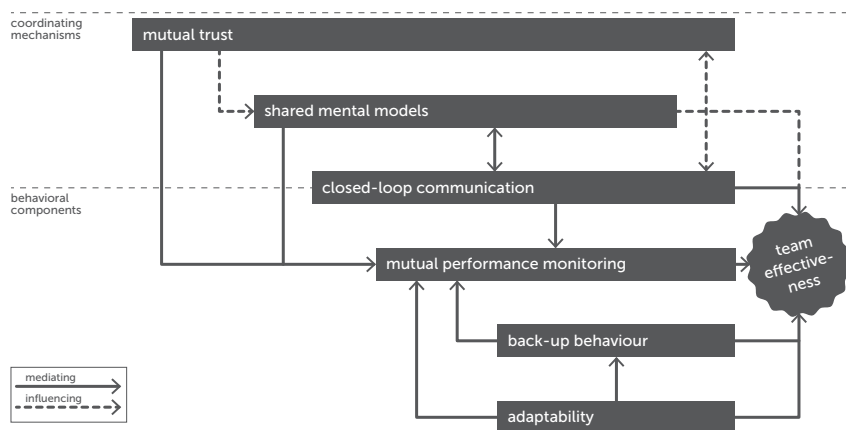 coordinating
mechanisms
mutual trust
shared mental models
closed-loop communication
behavioral
components
mutual performance monitoring
team
effective-
ness
back-up behaviour
adaptability
mediating
influencing